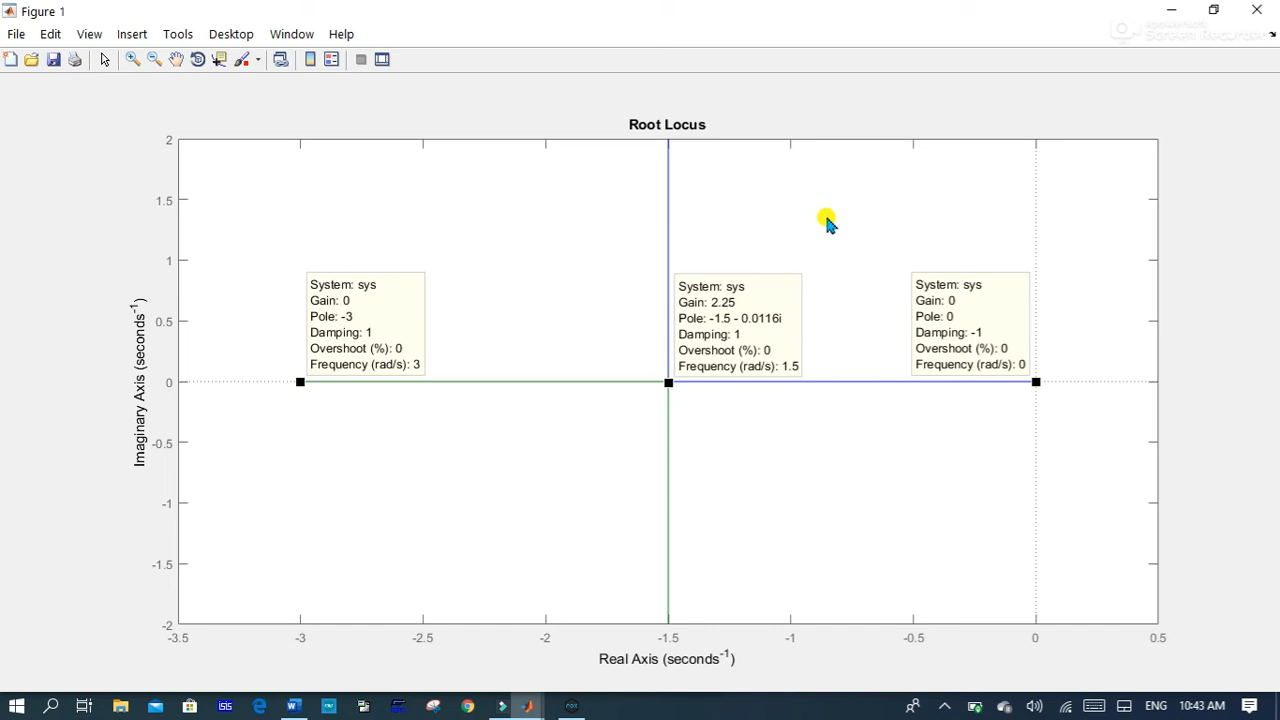 Figure 1
File Edit View Insert Tools Desktop Window Help
Screen Recorder
Root Locus
2
1.5
1
0.5
0
-0.5
-1
-1.5
-2
Imaginary Axis (seconds-1)
System: sys
Gain: 0
Pole: -3
Damping: 1
Overshoot (%): 0
Frequency (rad/s): 3
System: sys
Gain: 2.25
Pole: -1.5 - 0.0116i
Damping: 1
Overshoot (%): 0
Frequency (rad/s): 1.5
System: sys
Gain: 0
Pole: 0
Damping: -1
Overshoot (%): 0
Frequency (rad/s): 0
-3.5 -3 -2.5 -2 -1.5 -1 -0.5 0 0.5
Real Axis (seconds-1)
ENG 10:43 AM